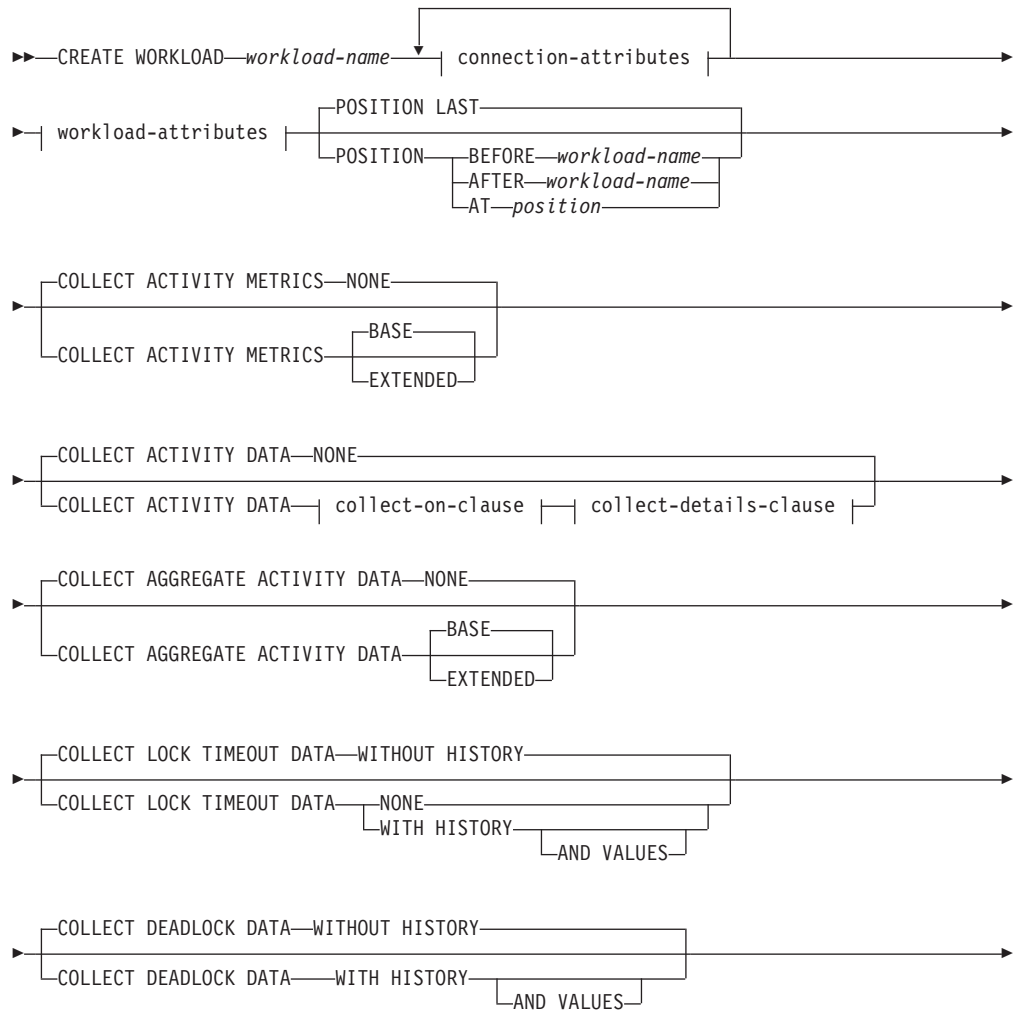 CREATE WORKLOAD workload-name connection-attributes
workload-attributes
POSITION LAST
POSITION BEFORE workload-name
AFTER workload-name
AT position
COLLECT ACTIVITY METRICS NONE
COLLECT ACTIVITY METRICS
BASE
EXTENDED
COLLECT ACTIVITY DATA NONE
COLLECT ACTIVITY DATA collect-on-clause collect-details-clause
COLLECT AGGREGATE ACTIVITY DATA NONE
COLLECT AGGREGATE ACTIVITY DATA
BASE
EXTENDED
COLLECT LOCK TIMEOUT DATA WITHOUT HISTORY
COLLECT LOCK TIMEOUT DATA NONE
WITH HISTORY
AND VALUES
COLLECT DEADLOCK DATA WITHOUT HISTORY
COLLECT DEADLOCK DATA WITH HISTORY
AND VALUES